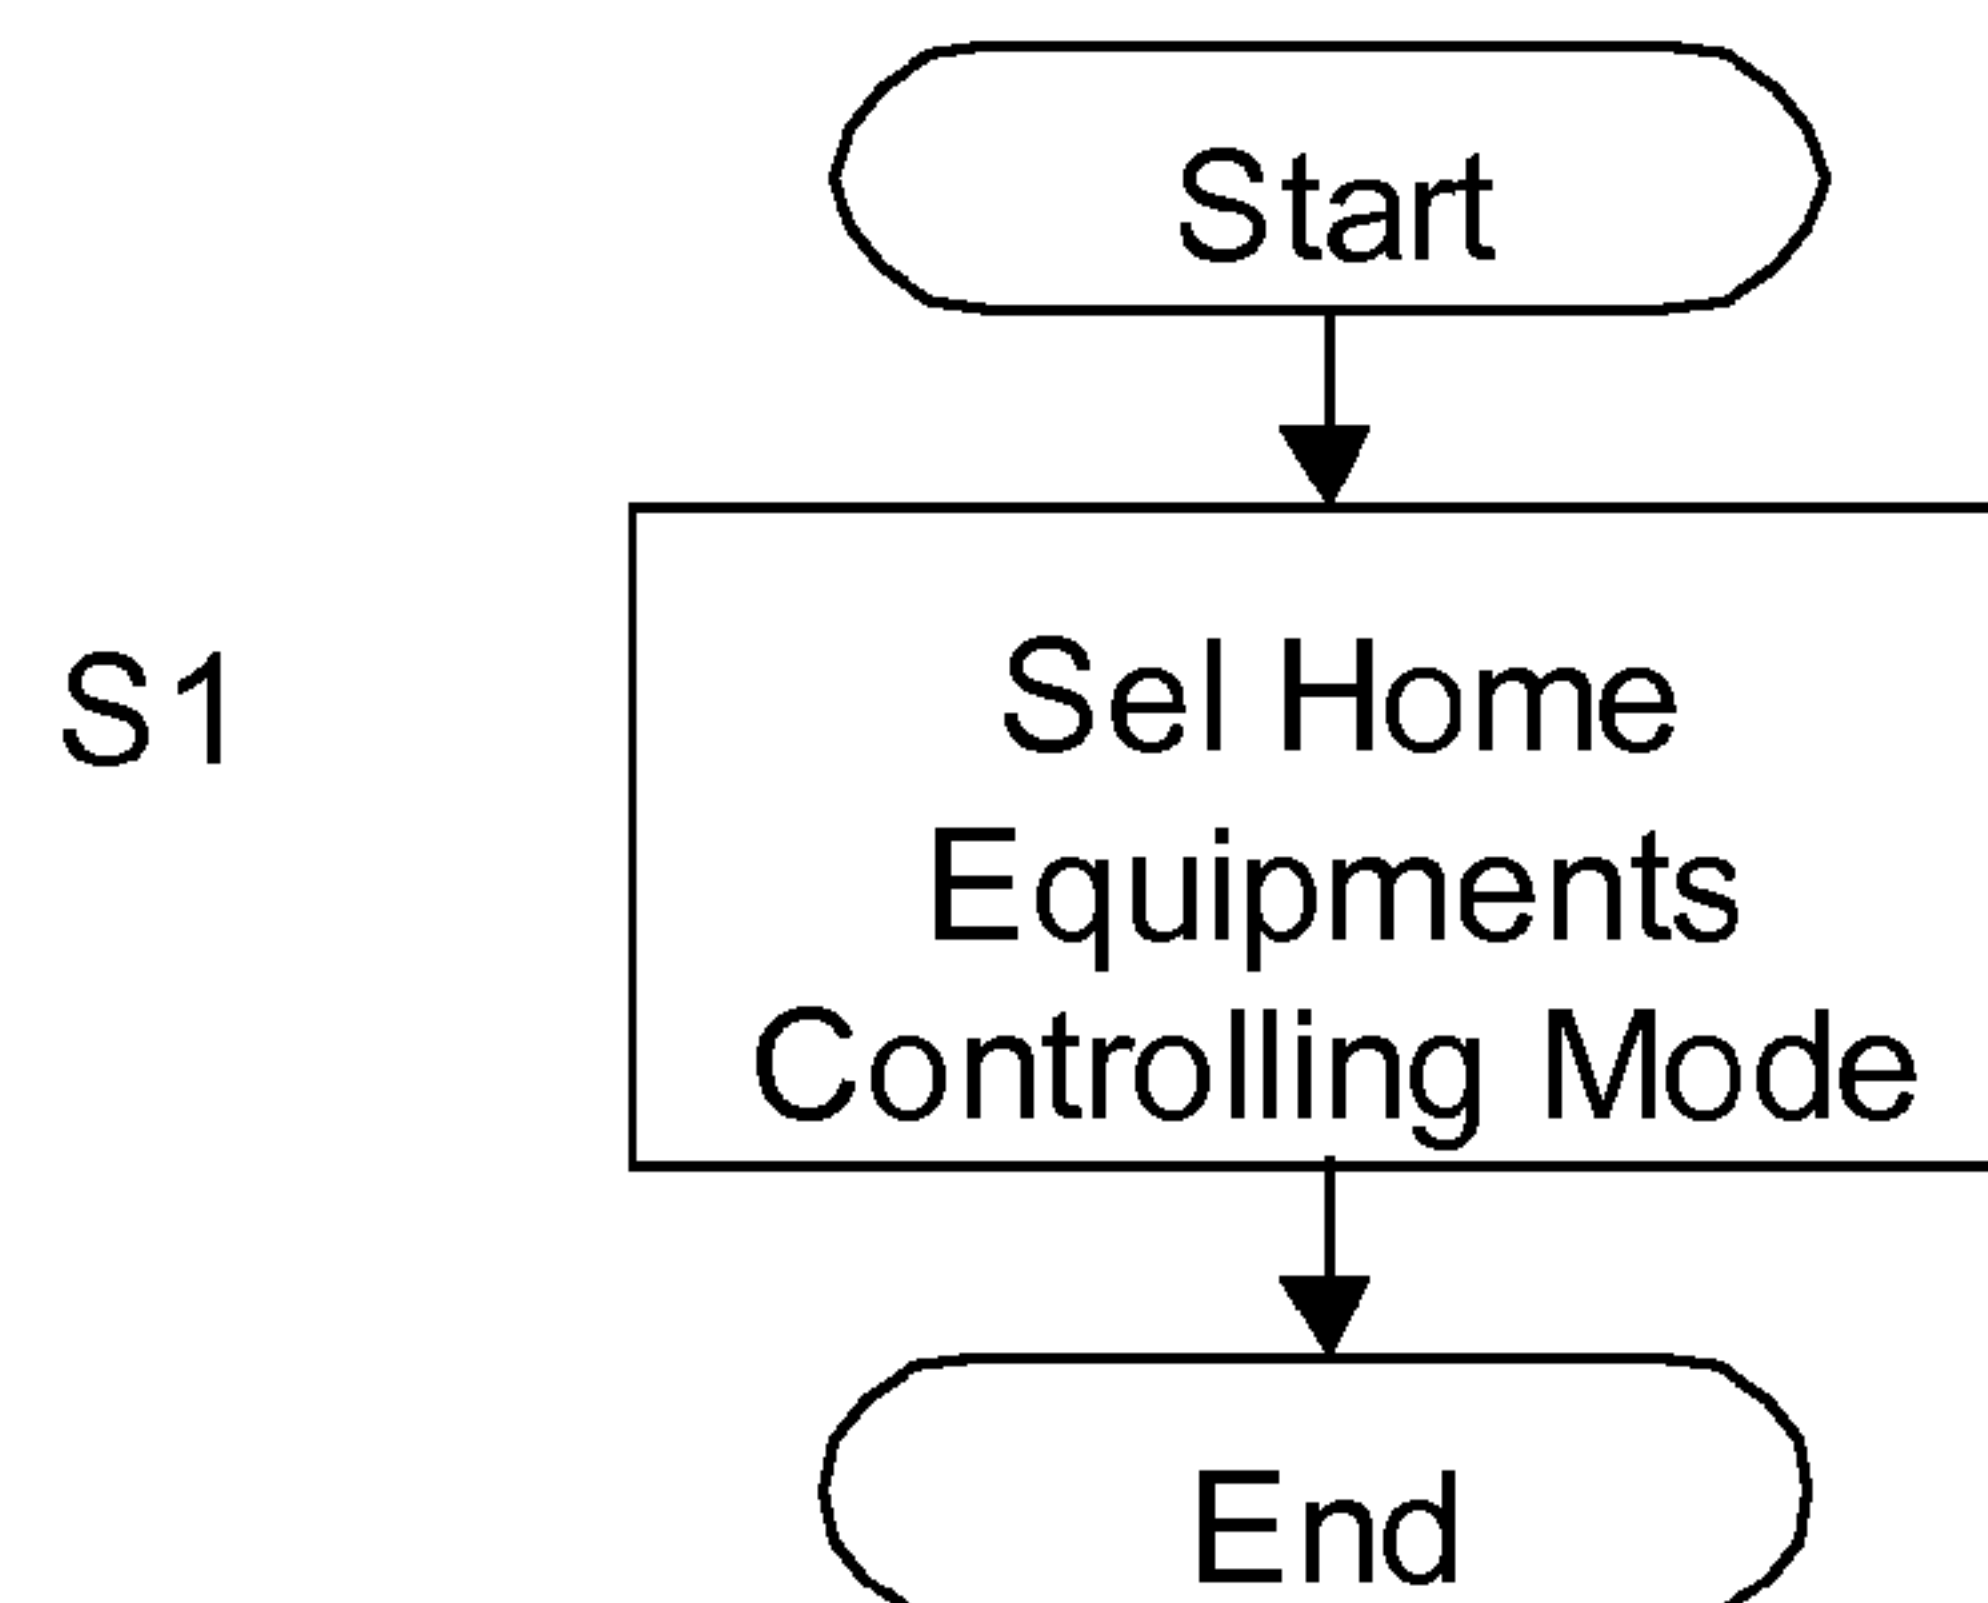 Start
S1
Sel Home
Equipments
Controlling Mode
End